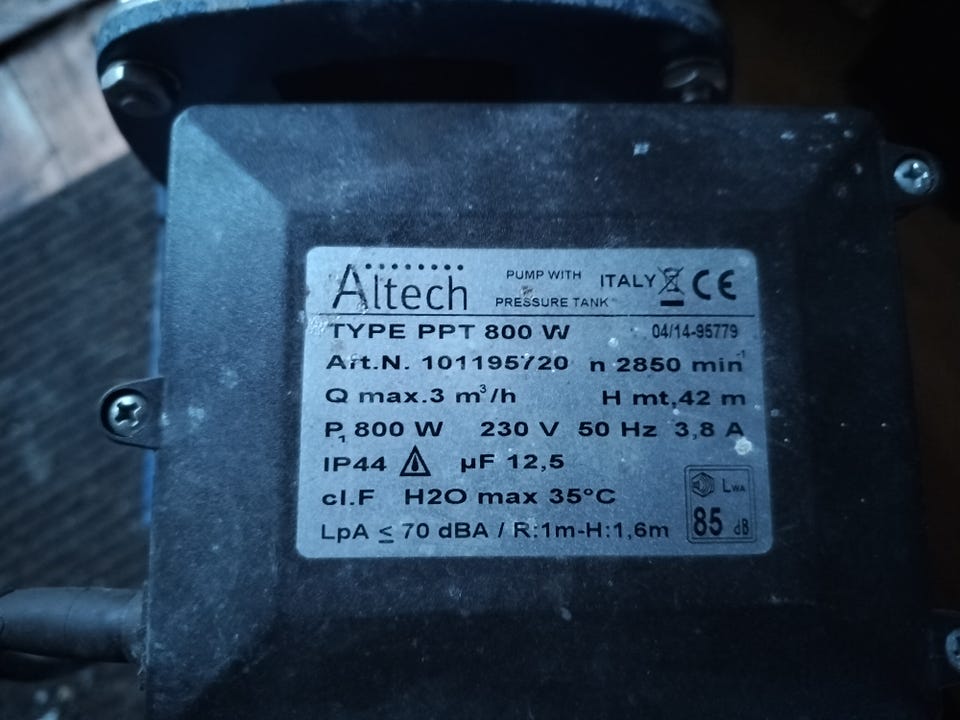 Altech PUMP WITH PRESSURE TANK ITALY CE
TYPE PPT 800 W 04/14-95779
Art.N. 101195720 n 2850 min⁻¹
Q max.3 m³/h H mt,42 m
P₁ 800 W 230 V 50 Hz 3,8 A
IP44 µF 12,5
cl.F H2O max 35°C
LWA
85 dB
LpA ≤ 70 dBA / R:1m-H:1,6m